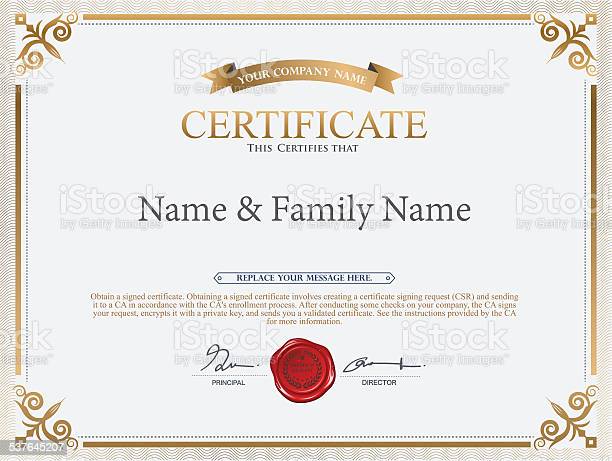 YOUR COMPANY NAME
CERTIFICATE
THIS CERTIFIES THAT
Name & Family Name
REPLACE YOUR MESSAGE HERE.
Obtain a signed certificate. Obtaining a signed certificate involves creating a certificate signing request (CSR) and sending
it to a CA in accordance with the CA's enrollment process. After conducting some checks on your company, the CA signs
your request, encrypts it with a private key, and sends you a validated certificate. See the instructions provided by the CA
for more information.
PRINCIPAL
DIRECTOR
iStock
by Getty Images™
537645207